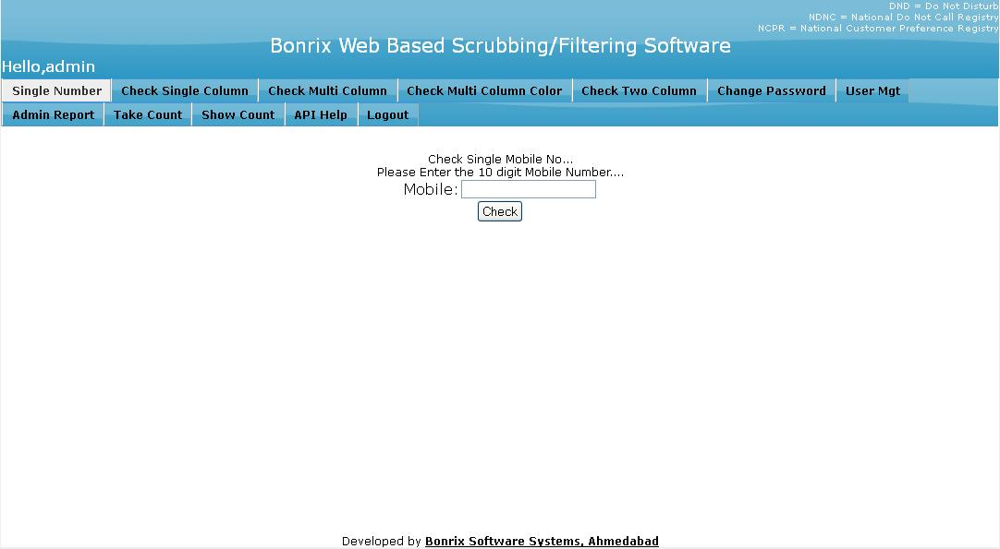 DND = Do Not Disturb
NDNC = National Do Not Call Registry
NCPR = National Customer Preference Registry
Bonrix Web Based Scrubbing/Filtering Software
Hello,admin
Single Number Check Single Column Check Multi Column Check Multi Column Color Check Two Column Change Password User Mgt
Admin Report Take Count Show Count API Help Logout
Check Single Mobile No...
Please Enter the 10 digit Mobile Number....
Mobile:
Check
Developed by Bonrix Software Systems, Ahmedabad